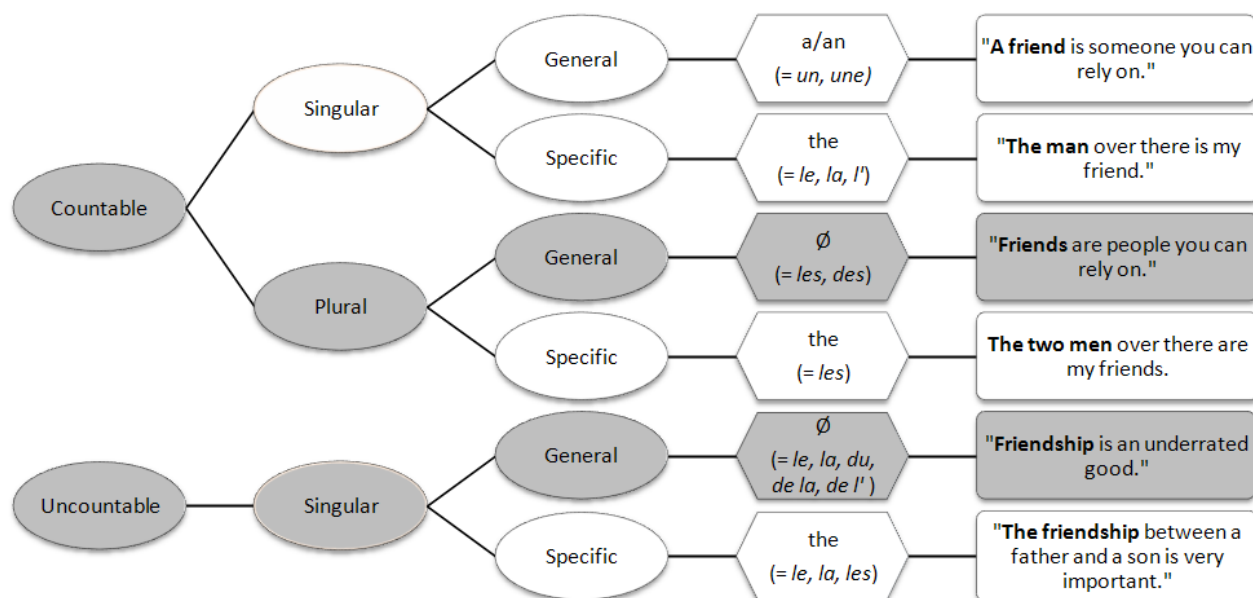 Countable
Singular
General
a/an
(= un, une)
"A friend is someone you can
rely on."
Specific
the
(= le, la, l')
"The man over there is my
friend."
Plural
General
Ø
(= les, des)
"Friends are people you can
rely on."
Specific
the
(= les)
The two men over there are
my friends.
Uncountable
Singular
General
Ø
(= le, la, du,
de la, de l' )
"Friendship is an underrated
good."
Specific
the
(= le, la, les)
"The friendship between a
father and a son is very
important."